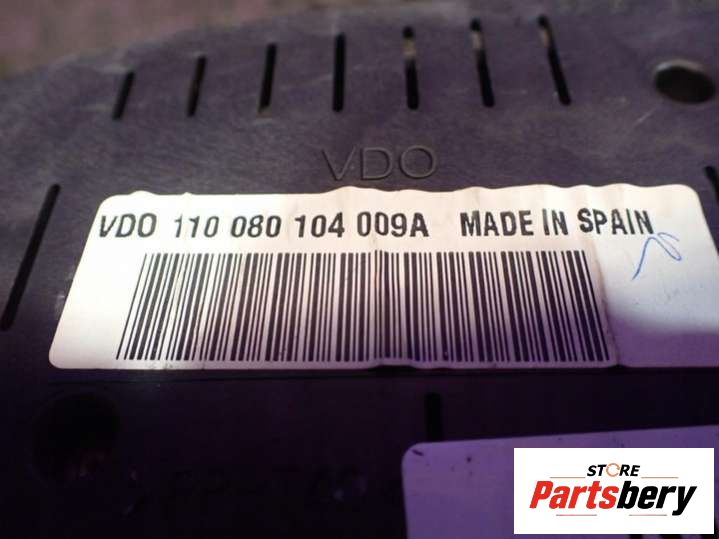 VDO
VDO 110 080 104 009A MADE IN SPAIN
STORE
Partsbery